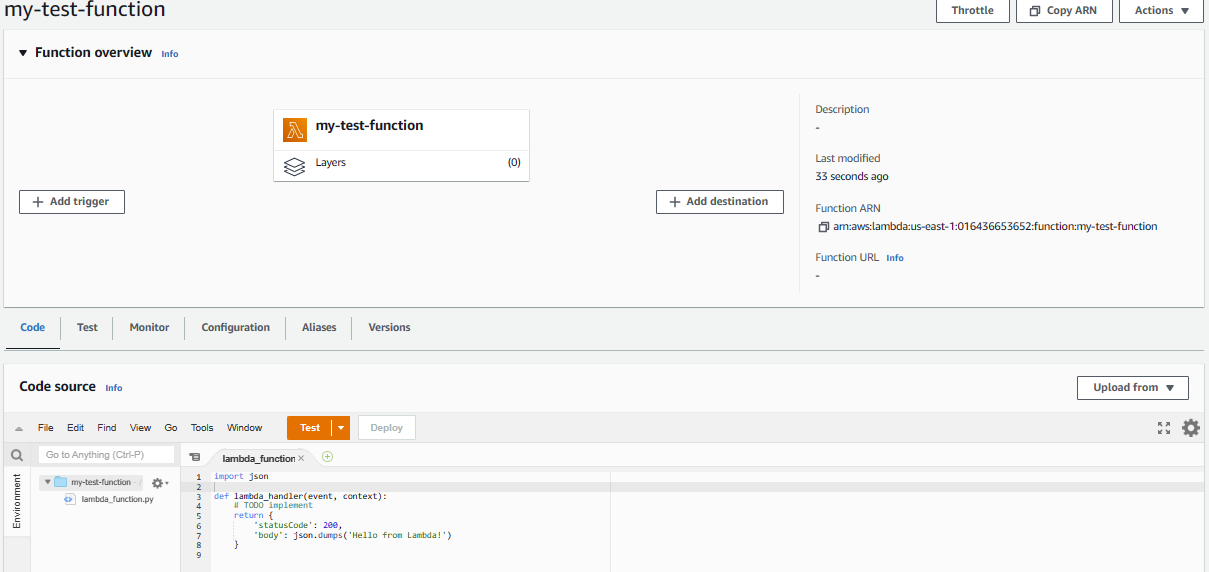 my-test-function
Throttle
Copy ARN
Actions
Function overview Info
my-test-function
Layers (0)
Add trigger
Add destination
Description
-
Last modified
33 seconds ago
Function ARN
arn:aws:lambda:us-east-1:016436653652:function:my-test-function
Function URL Info
-
Code Test Monitor Configuration Aliases Versions
Code source Info
Upload from
File Edit Find View Go Tools Window Test Deploy
Go to Anything (Ctrl-P)
lambda_function
Environment
my-test-function - /
lambda_function.py
1 import json
2
3 def lambda_handler(event, context):
4 # TODO implement
5 return {
6 'statusCode': 200,
7 'body': json.dumps('Hello from Lambda!')
8 }
9